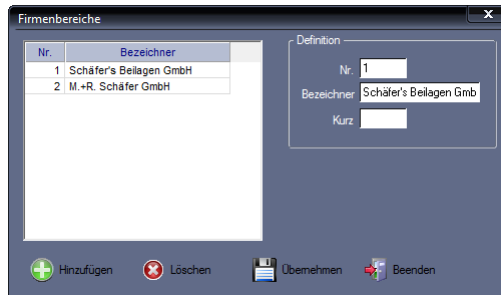 Firmenbereiche
x
Nr. Bezeichner
1 Schäfer's Beilagen GmbH
2 M.+R. Schäfer GmbH
Definition
Nr. 1
Bezeichner Schäfer's Beilagen Gmb
Kurz
Hinzufügen Löschen Übernehmen Beenden